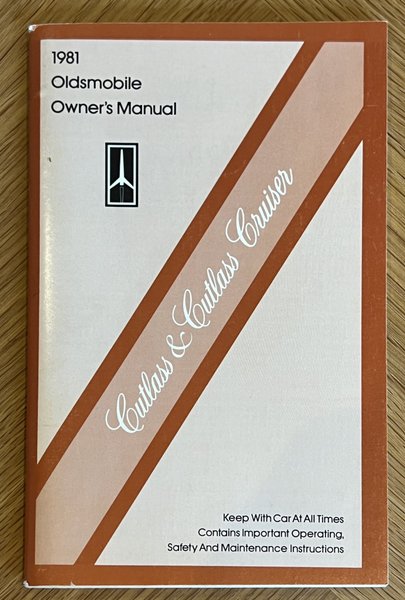 1981
Oldsmobile
Owner's Manual
Cutlass & Cutlass Cruiser
Keep With Car At All Times
Contains Important Operating,
Safety And Maintenance Instructions